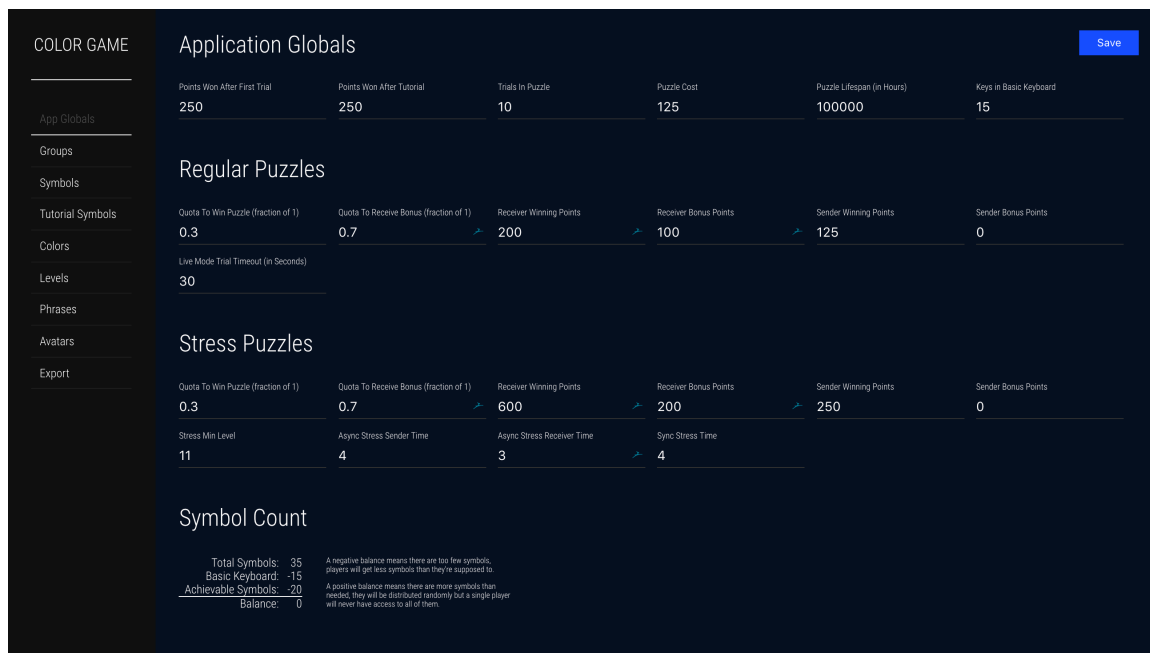 COLOR GAME
App Globals
Groups
Symbols
Tutorial Symbols
Colors
Levels
Phrases
Avatars
Export
Application Globals
Save
Points Won After First Trial
250
Points Won After Tutorial
250
Trials In Puzzle
10
Puzzle Cost
125
Puzzle Lifespan (in Hours)
100000
Keys in Basic Keyboard
15
Regular Puzzles
Quota To Win Puzzle (fraction of 1)
0.3
Quota To Receive Bonus (fraction of 1)
0.7
Receiver Winning Points
200
Receiver Bonus Points
100
Sender Winning Points
125
Sender Bonus Points
0
Live Mode Trial Timeout (in Seconds)
30
Stress Puzzles
Quota To Win Puzzle (fraction of 1)
0.3
Quota To Receive Bonus (fraction of 1)
0.7
Receiver Winning Points
600
Receiver Bonus Points
200
Sender Winning Points
250
Sender Bonus Points
0
Stress Min Level
11
Async Stress Sender Time
4
Async Stress Receiver Time
3
Sync Stress Time
4
Symbol Count
Total Symbols: 35
Basic Keyboard: -15
Achievable Symbols: -20
Balance: 0
A negative balance means there are too few symbols,
players will get less symbols than they're supposed to.
A positive balance means there are more symbols than
needed, they will be distributed randomly but a single player
will never have access to all of them.